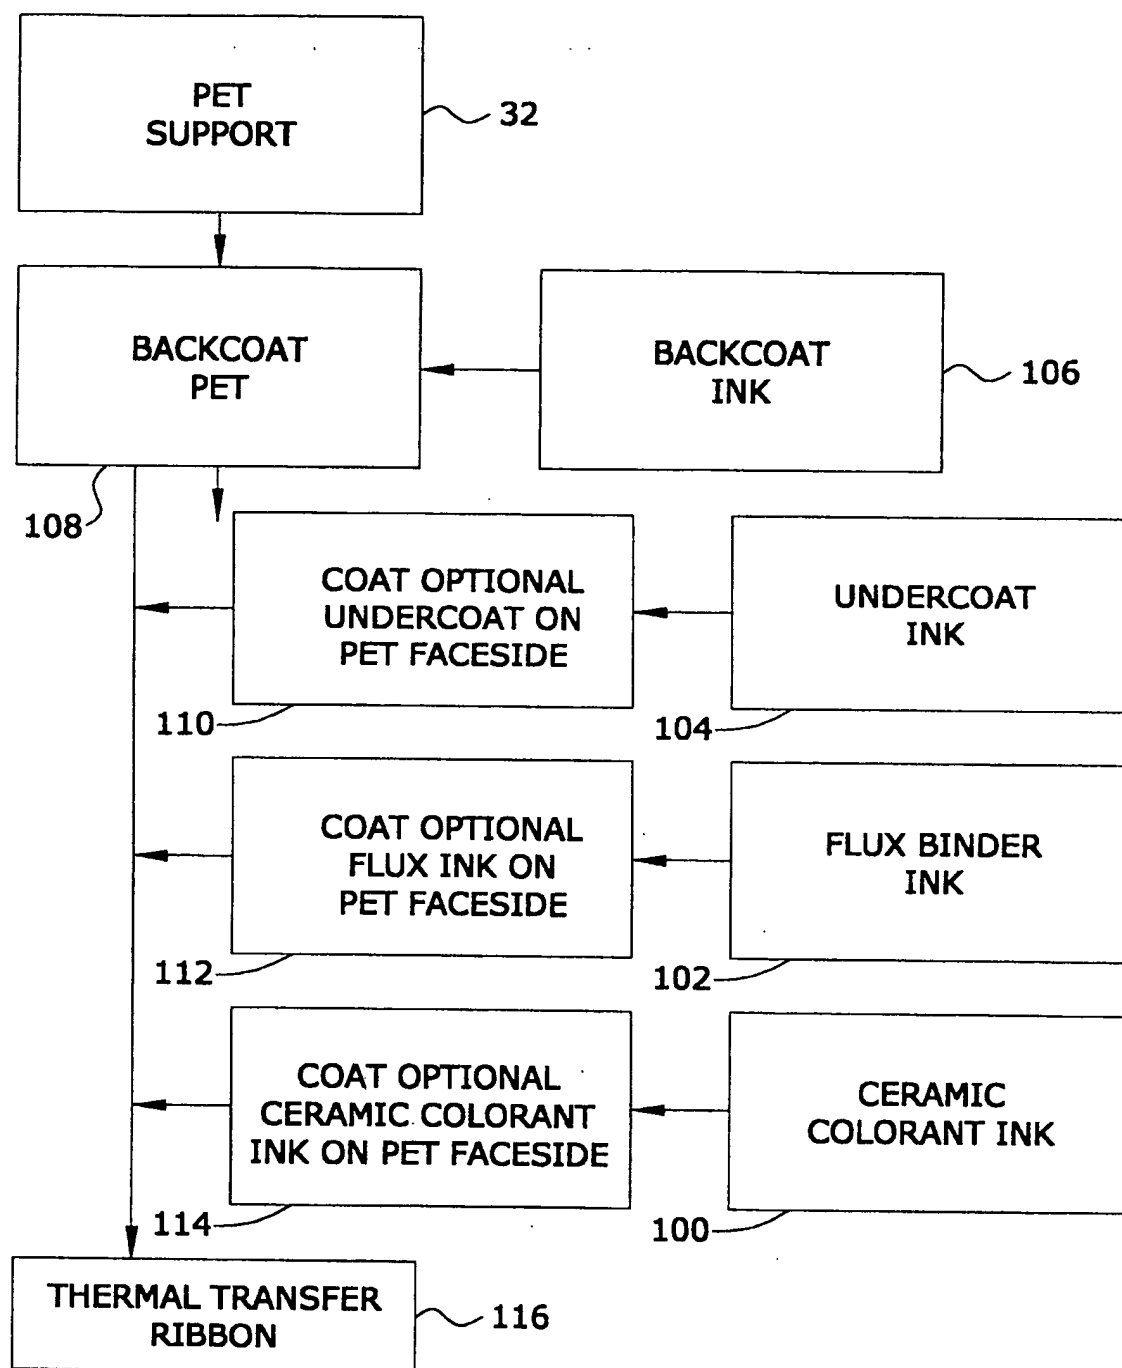 PET
SUPPORT
32
BACKCOAT
PET
BACKCOAT
INK
106
108
COAT OPTIONAL
UNDERCOAT ON
PET FACESIDE
UNDERCOAT
INK
110
104
COAT OPTIONAL
FLUX INK ON
PET FACESIDE
FLUX BINDER
INK
112
102
COAT OPTIONAL
CERAMIC COLORANT
INK ON PET FACESIDE
CERAMIC
COLORANT INK
114
100
THERMAL TRANSFER
RIBBON
116